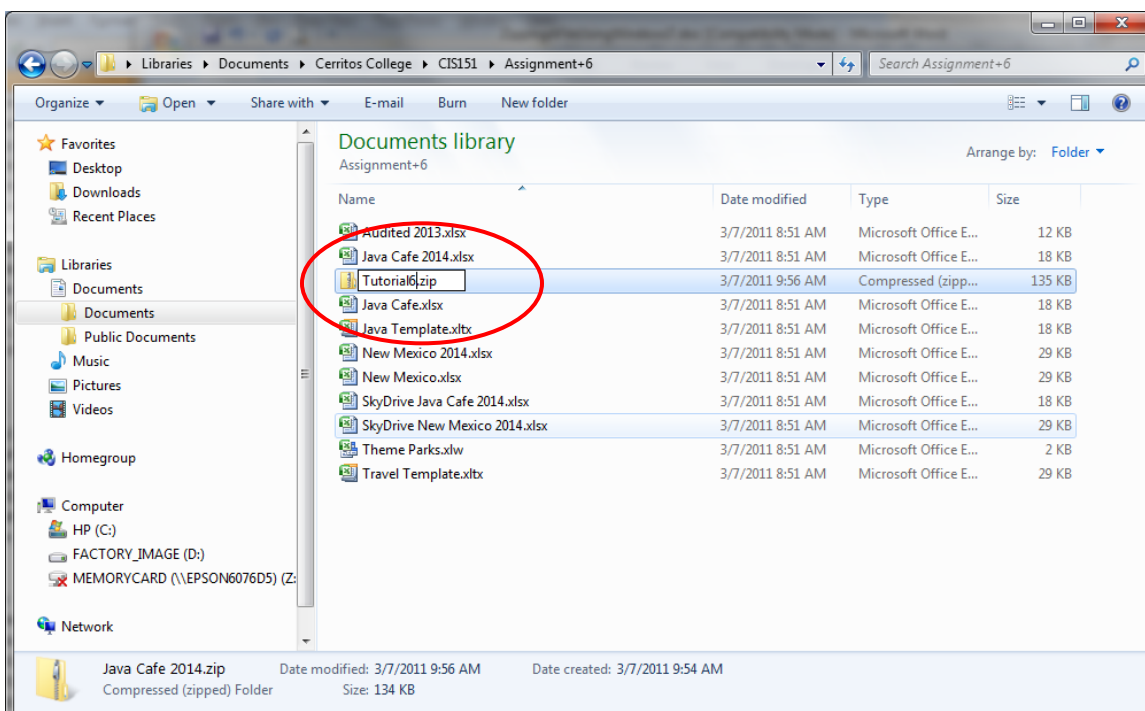 Libraries Documents Cerritos College CIS151 Assignment+6 Search Assignment+6
Organize Open Share with E-mail Burn New folder
Favorites
Desktop
Downloads
Recent Places
Libraries
Documents
Documents
Public Documents
Music
Pictures
Videos
Homegroup
Computer
HP (C:)
FACTORY_IMAGE (D:)
MEMORYCARD (\\EPSON6076D5) (Z:
Network
Documents library
Assignment+6
Arrange by: Folder
Name Date modified Type Size
Audited 2013.xlsx 3/7/2011 8:51 AM Microsoft Office E... 12 KB
Java Cafe 2014.xlsx 3/7/2011 8:51 AM Microsoft Office E... 18 KB
Tutorial6.zip 3/7/2011 9:56 AM Compressed (zipp... 135 KB
Java Cafe.xlsx 3/7/2011 8:51 AM Microsoft Office E... 18 KB
Java Template.xltx 3/7/2011 8:51 AM Microsoft Office E... 18 KB
New Mexico 2014.xlsx 3/7/2011 8:51 AM Microsoft Office E... 29 KB
New Mexico.xlsx 3/7/2011 8:51 AM Microsoft Office E... 29 KB
SkyDrive Java Cafe 2014.xlsx 3/7/2011 8:51 AM Microsoft Office E... 18 KB
SkyDrive New Mexico 2014.xlsx 3/7/2011 8:51 AM Microsoft Office E... 29 KB
Theme Parks.xlw 3/7/2011 8:51 AM Microsoft Office E... 2 KB
Travel Template.xltx 3/7/2011 8:51 AM Microsoft Office E... 29 KB
Java Cafe 2014.zip Date modified: 3/7/2011 9:56 AM Date created: 3/7/2011 9:54 AM
Compressed (zipped) Folder Size: 134 KB